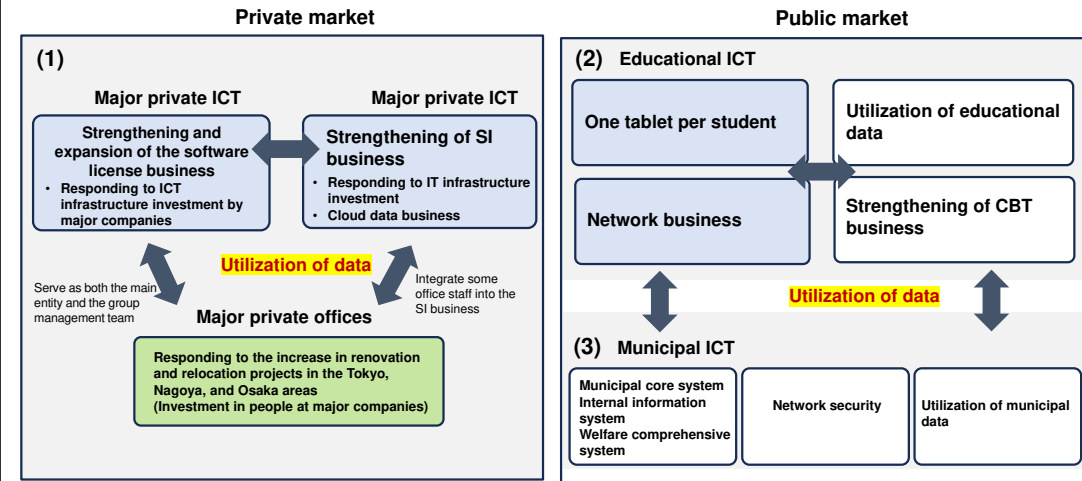 Private market
(1)
Major private ICT
Major private ICT
Strengthening and
expansion of the software
license business
• Responding to ICT
infrastructure investment by
major companies
Strengthening of SI
business
• Responding to IT infrastructure
investment
• Cloud data business
Utilization of data
Serve as both the main
entity and the group
management team
Integrate some
office staff into the
SI business
Major private offices
Responding to the increase in renovation
and relocation projects in the Tokyo,
Nagoya, and Osaka areas
(Investment in people at major companies)
Public market
(2) Educational ICT
One tablet per student
Utilization of educational
data
Network business
Strengthening of CBT
business
Utilization of data
(3) Municipal ICT
Municipal core system
Internal information
system
Welfare comprehensive
system
Network security
Utilization of municipal
data